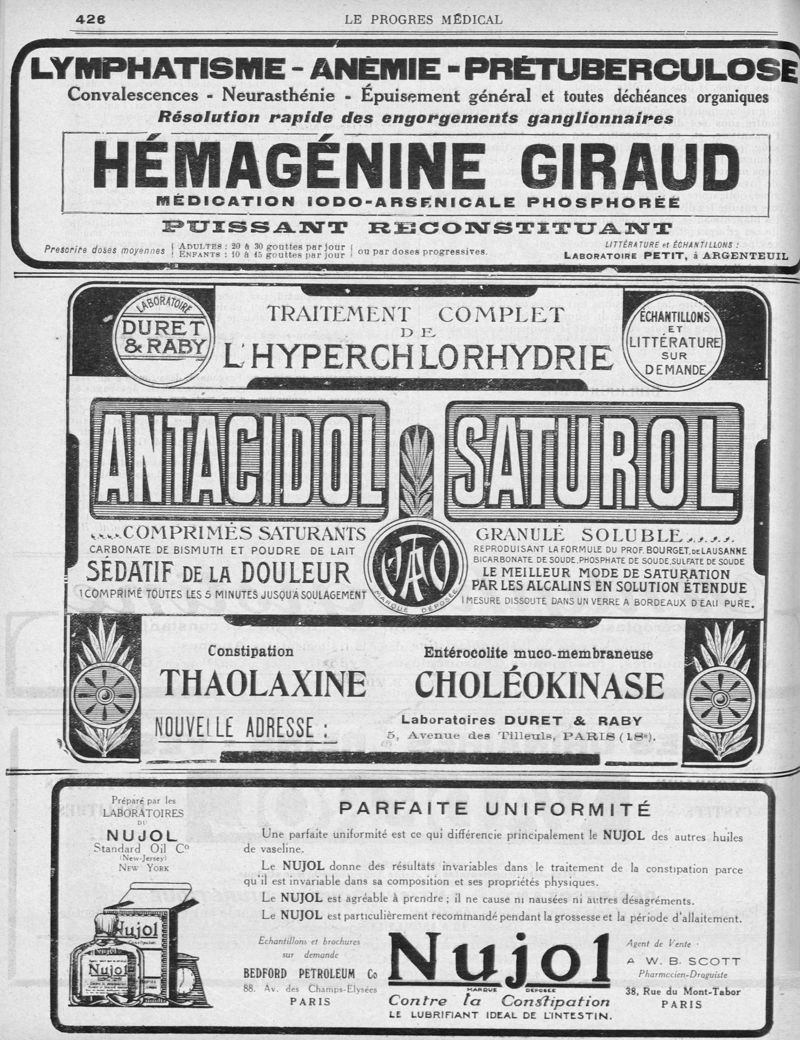 426
LE PROGRES MÉDICAL
LYMPHATISME - ANÉMIE - PRÉTUBERCULOSE
Convalescences - Neurasthénie - Épuisement général et toutes déchéances organiques
Résolution rapide des engorgements ganglionnaires
HÉMAGÉNINE GIRAUD
MÉDICATION IODO-ARSENICALE PHOSPHORÉE
PUISSANT RECONSTITUANT
Prescrire doses moyennes { ADULTES : 20 à 30 gouttes par jour } ou par doses progressives.
ENFANTS : 10 à 15 gouttes par jour
LITTÉRATURE et ÉCHANTILLONS :
LABORATOIRE PETIT, à ARGENTEUIL
LABORATOIRE
DURET
& RABY
TRAITEMENT COMPLET
DE
L'HYPERCHLORHYDRIE
ÉCHANTILLONS
ET
LITTÉRATURE
SUR
DEMANDE
ANTACIDOL
SATUROL
COMPRIMÉS SATURANTS
CARBONATE DE BISMUTH ET POUDRE DE LAIT
SÉDATIF DE LA DOULEUR
1 COMPRIMÉ TOUTES LES 5 MINUTES JUSQU'À SOULAGEMENT
MARQUE DÉPOSÉE
GRANULÉ SOLUBLE
REPRODUISANT LA FORMULE DU PROF. BOURGET, DE LAUSANNE
BICARBONATE DE SOUDE, PHOSPHATE DE SOUDE, SULFATE DE SOUDE
LE MEILLEUR MODE DE SATURATION
PAR LES ALCALINS EN SOLUTION ÉTENDUE
1 MESURE DISSOUTE DANS UN VERRE A BORDEAUX D'EAU PURE.
Constipation
THAOLAXINE
Entérocolite muco-membraneuse
CHOLÉOKINASE
NOUVELLE ADRESSE :
Laboratoires DURET & RABY
5, Avenue des Tilleuls, PARIS (18e).
Préparé par les
LABORATOIRES
DU
NUJOL
Standard Oil Co
(New-Jersey)
NEW YORK
Nujol
Nujol
PARFAITE UNIFORMITÉ
Une parfaite uniformité est ce qui différencie principalement le NUJOL des autres huiles
de vaseline.
Le NUJOL donne des résultats invariables dans le traitement de la constipation parce
qu'il est invariable dans sa composition et ses propriétés physiques.
Le NUJOL est agréable à prendre ; il ne cause ni nausées ni autres désagréments.
Le NUJOL est particulièrement recommandé pendant la grossesse et la période d'allaitement.
Echantillons et brochures
sur demande
BEDFORD PETROLEUM Co
88. Av. des Champs-Elysées
PARIS
Nujol
MARQUE DÉPOSÉE
Contre la Constipation
LE LUBRIFIANT IDEAL DE L'INTESTIN.
Agent de Vente :
A W. B. SCOTT
Pharmacien-Droguiste
38, Rue du Mont-Tabor
PARIS